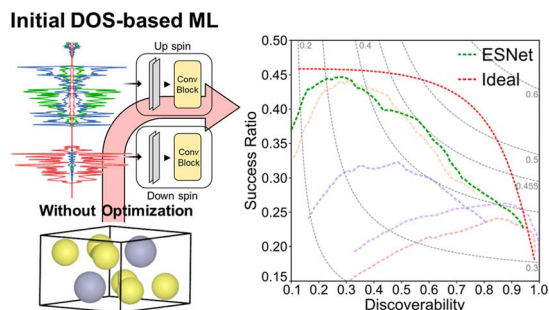 Initial DOS-based ML
Up spin
Conv
Block
Conv
Block
Down spin
Without Optimization
Success Ratio
0.50
0.45
0.40
0.35
0.30
0.25
0.20
0.15
0.2
0.4
ESNet
Ideal
0.6
0.5
0.455
0.3
0.1 0.2 0.3 0.4 0.5 0.6 0.7 0.8 0.9 1.0
Discoverability